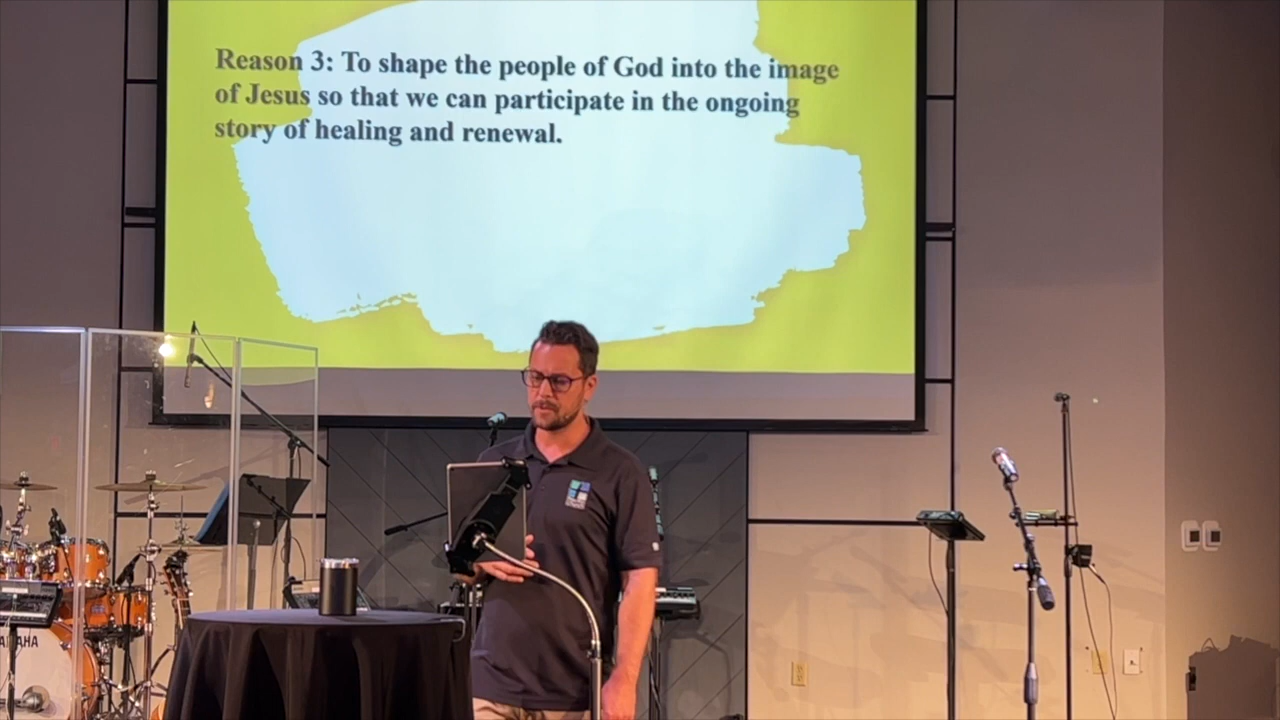 Reason 3: To shape the people of God into the image
of Jesus so that we can participate in the ongoing
story of healing and renewal.